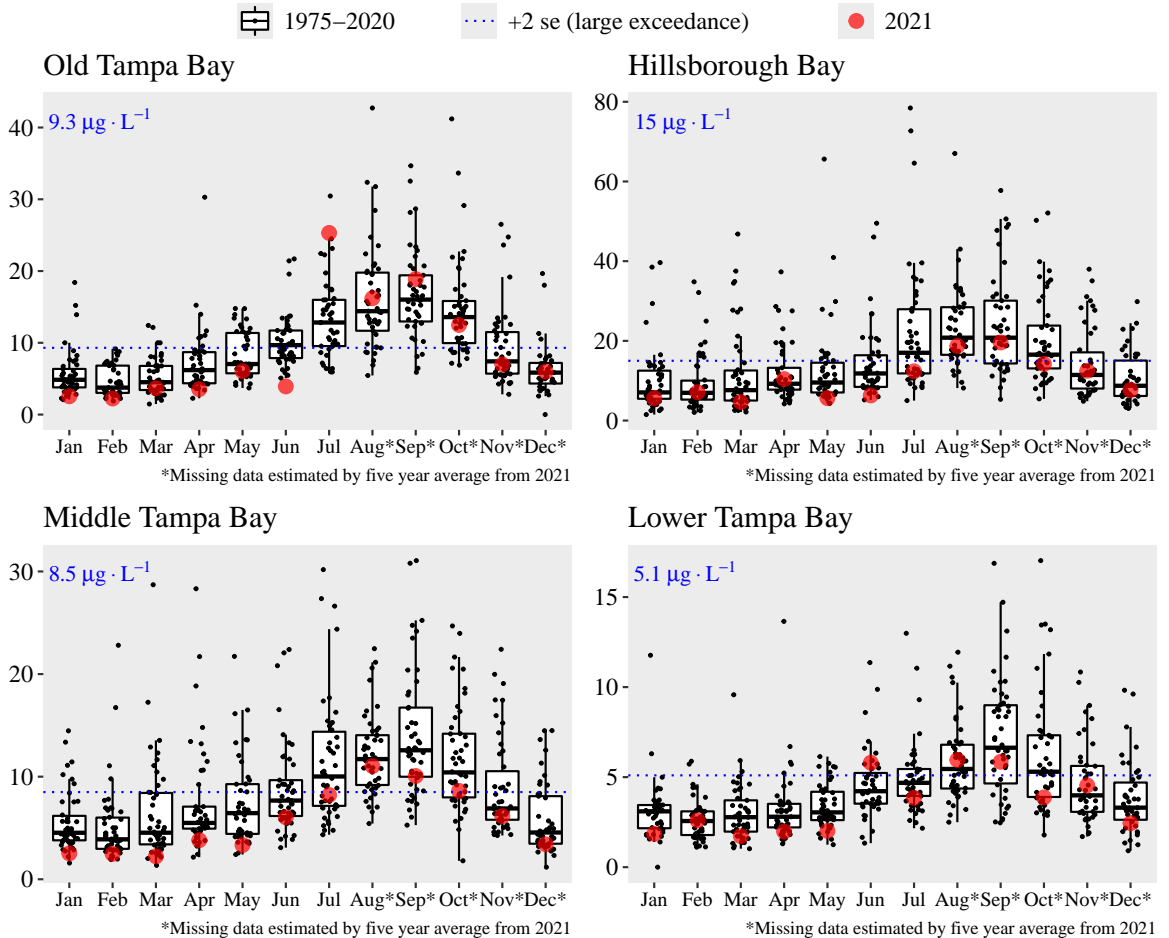 1975−2020 +2 se (large exceedance) 2021
Old Tampa Bay
9.3 μg · L⁻¹
40
30
20
10
0
Jan Feb Mar Apr May Jun Jul Aug* Sep* Oct* Nov* Dec*
*Missing data estimated by five year average from 2021
Hillsborough Bay
15 μg · L⁻¹
80
60
40
20
0
Jan Feb Mar Apr May Jun Jul Aug* Sep* Oct* Nov* Dec*
*Missing data estimated by five year average from 2021
Middle Tampa Bay
8.5 μg · L⁻¹
30
20
10
0
Jan Feb Mar Apr May Jun Jul Aug* Sep* Oct* Nov* Dec*
*Missing data estimated by five year average from 2021
Lower Tampa Bay
5.1 μg · L⁻¹
15
10
5
0
Jan Feb Mar Apr May Jun Jul Aug* Sep* Oct* Nov* Dec*
*Missing data estimated by five year average from 2021